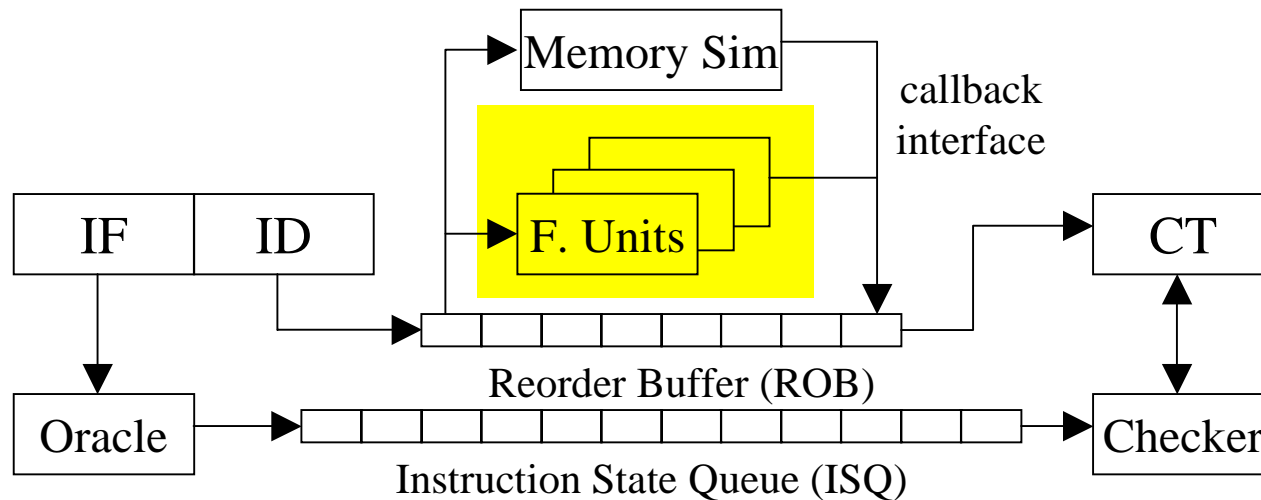 Memory Sim
callback
interface
IF
ID
F. Units
CT
Reorder Buffer (ROB)
Oracle
Checker
Instruction State Queue (ISQ)